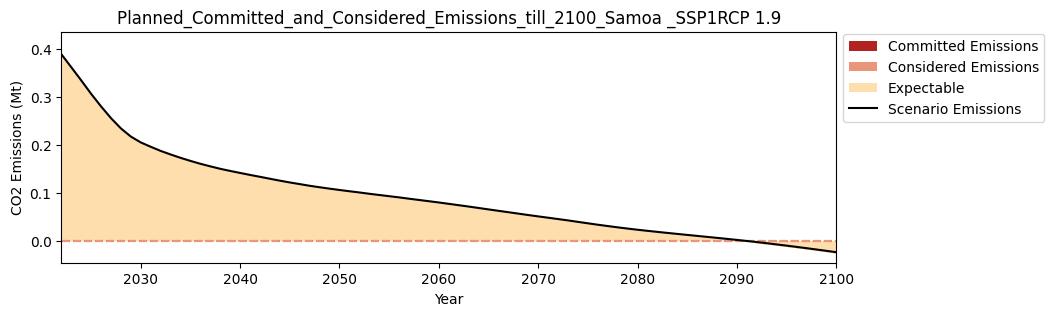 Planned_Committed_and_Considered_Emissions_till_2100_Samoa _SSP1RCP 1.9
Committed Emissions
Considered Emissions
Expectable
Scenario Emissions
CO2 Emissions (Mt)
0.4
0.3
0.2
0.1
0.0
2030 2040 2050 2060 2070 2080 2090 2100
Year